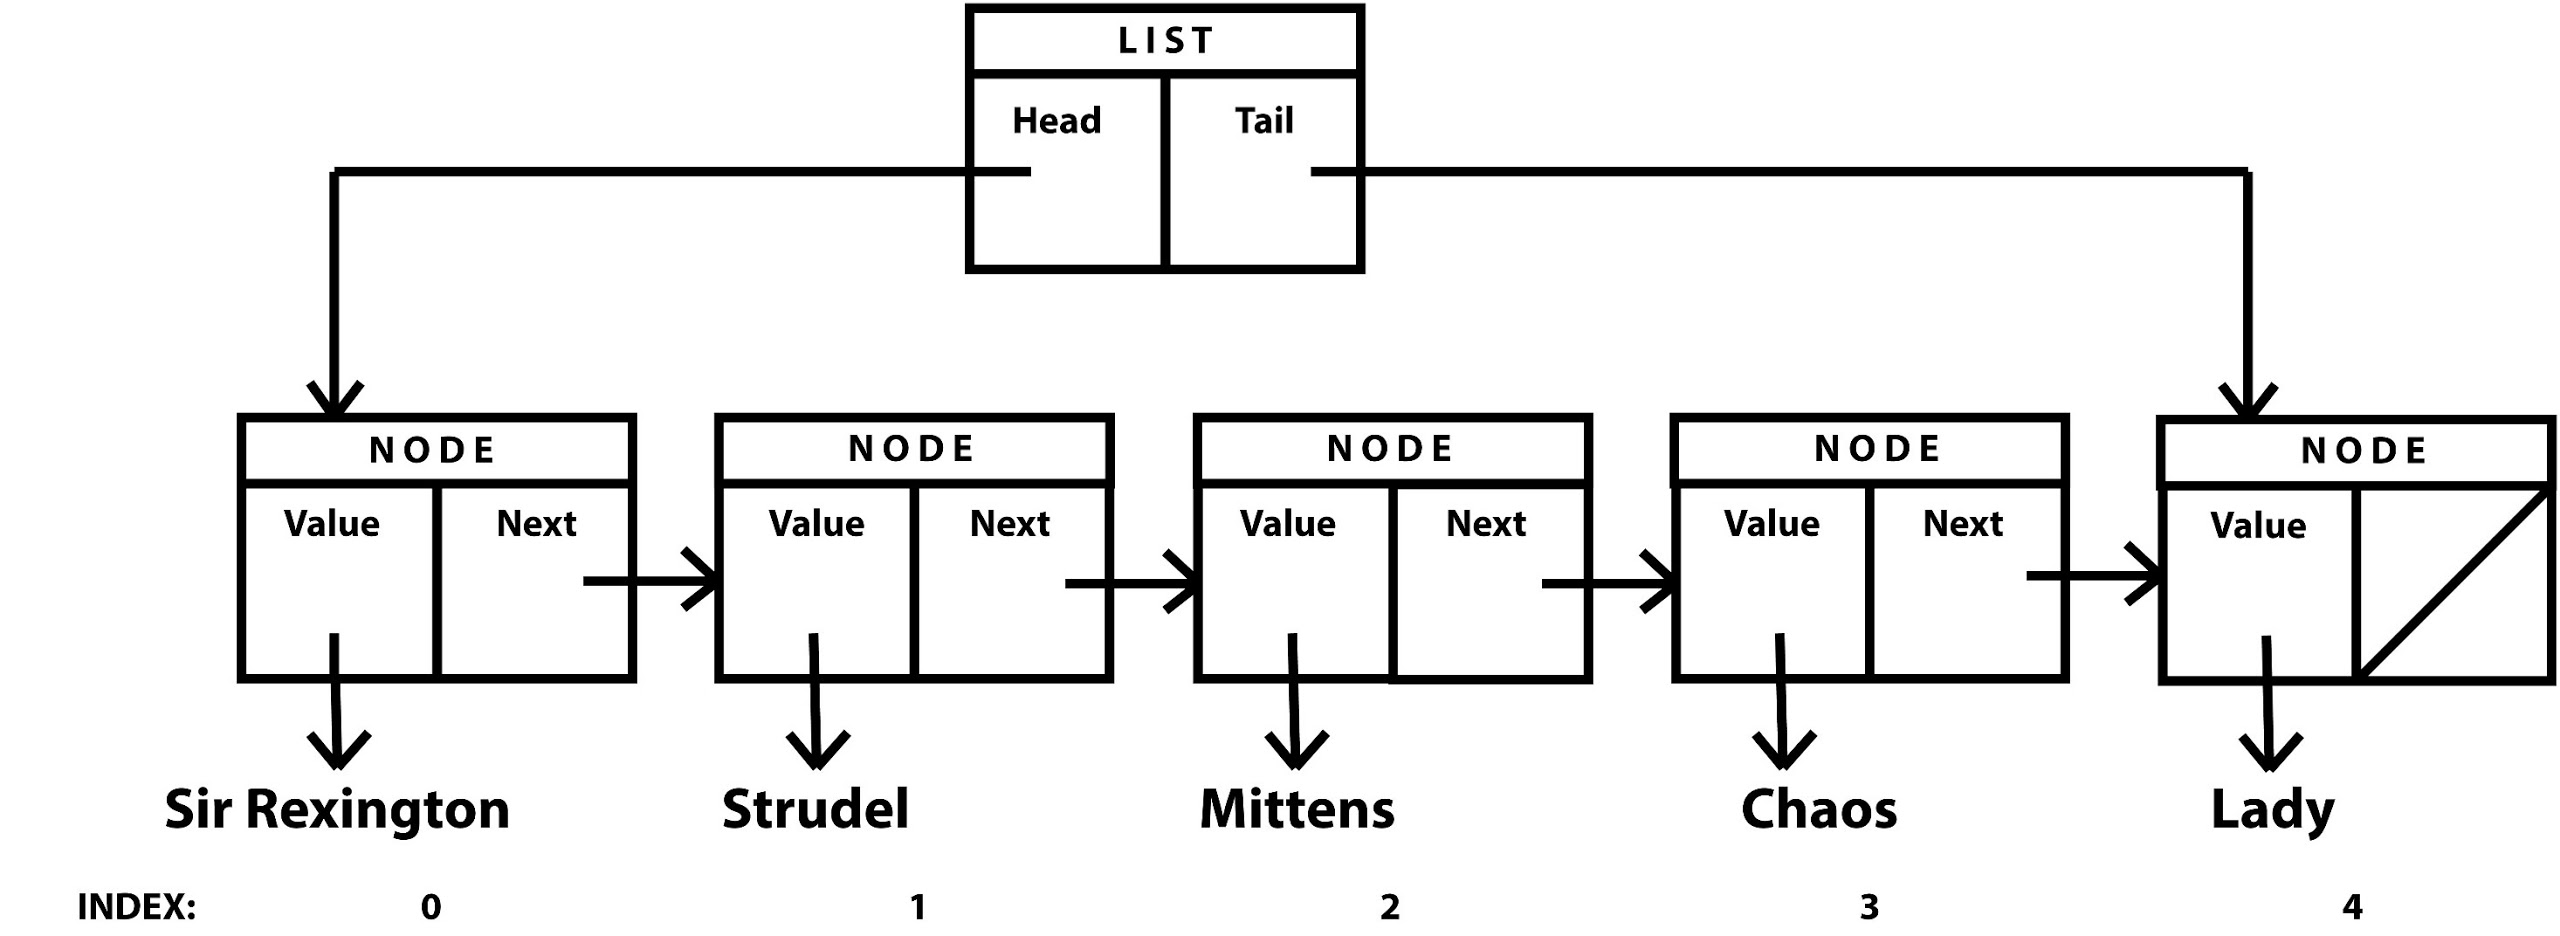 LIST
Head Tail
NODE NODE NODE NODE NODE
Value Next Value Next Value Next Value Next Value
Sir Rexington Strudel Mittens Chaos Lady
INDEX: 0 1 2 3 4